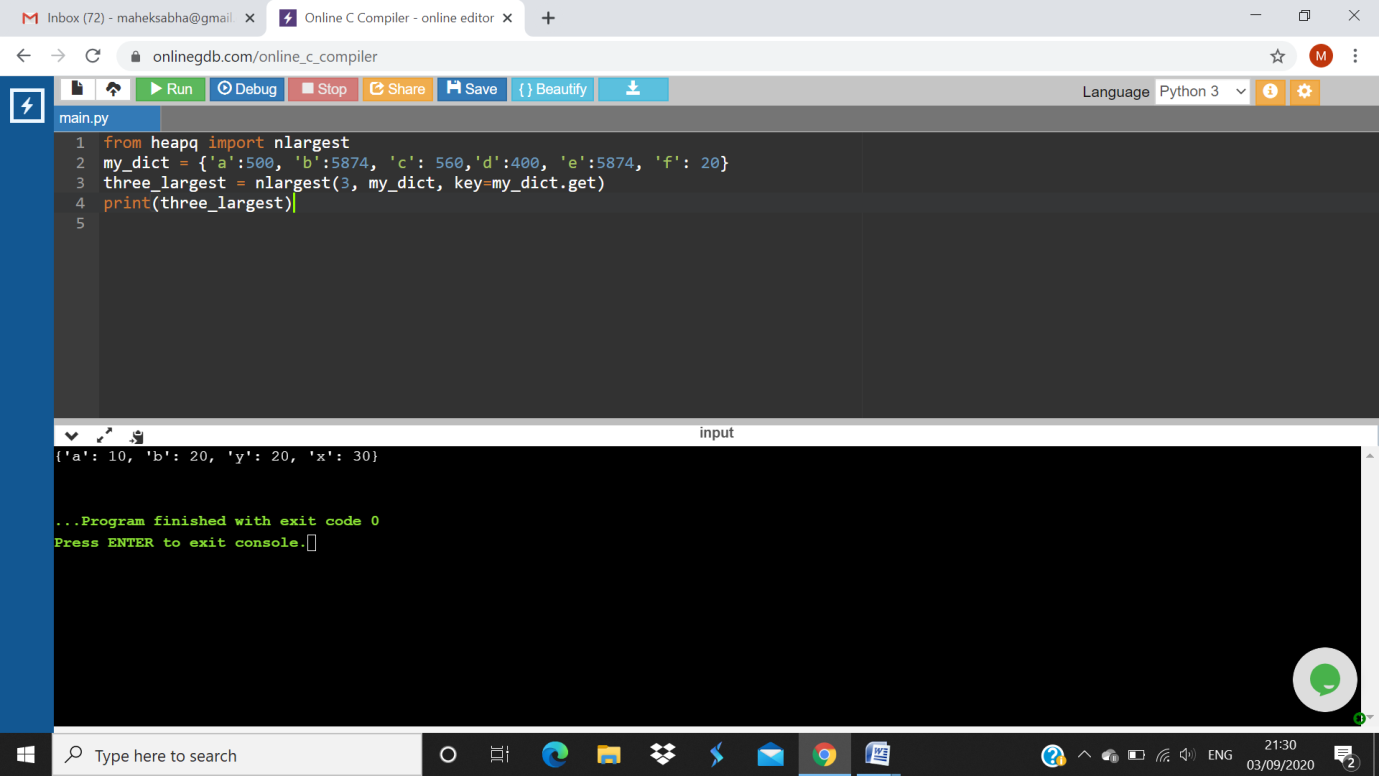 Inbox (72) - maheksabha@gmail.
Online C Compiler - online editor
onlinegdb.com/online_c_compiler
M
Run
Debug
Stop
Share
Save
{ } Beautify
Language
Python 3
main.py
1 from heapq import nlargest
2 my_dict = {'a':500, 'b':5874, 'c': 560,'d':400, 'e':5874, 'f': 20}
3 three_largest = nlargest(3, my_dict, key=my_dict.get)
4 print(three_largest)
5
input
{'a': 10, 'b': 20, 'y': 20, 'x': 30}
...Program finished with exit code 0
Press ENTER to exit console.
Type here to search
ENG
21:30
03/09/2020
2